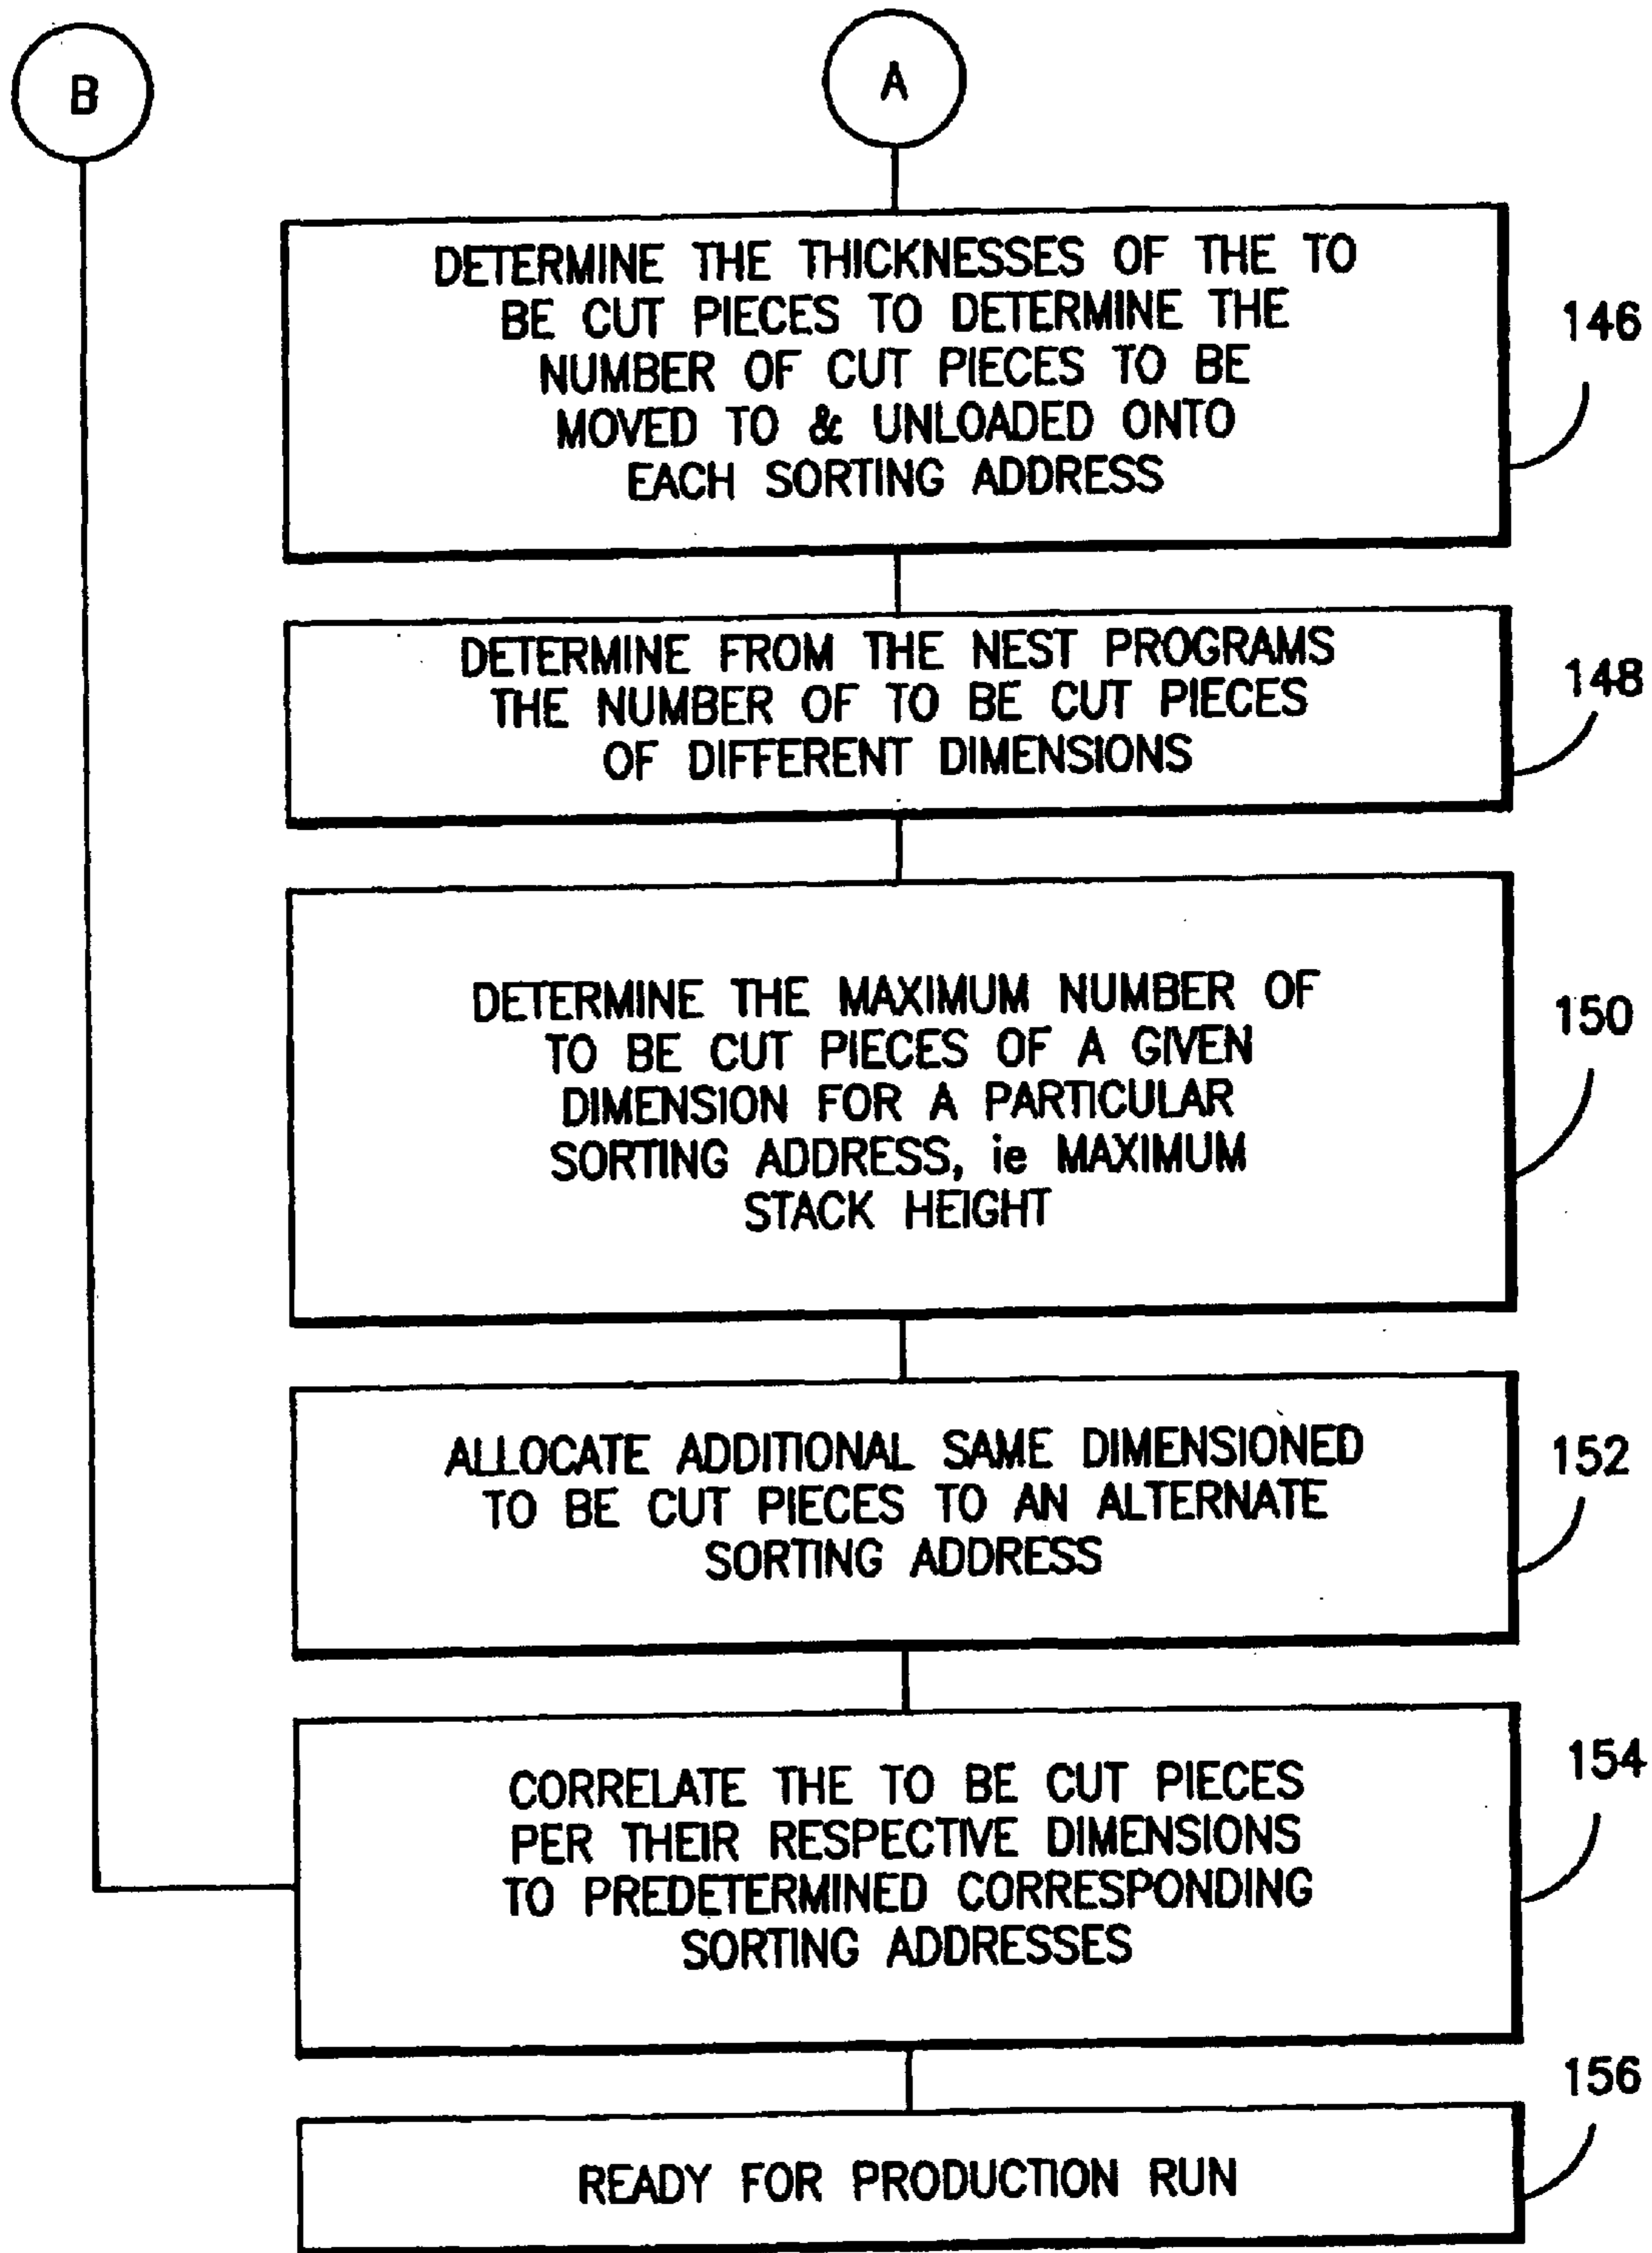 B
A
DETERMINE THE THICKNESSES OF THE TO
BE CUT PIECES TO DETERMINE THE
NUMBER OF CUT PIECES TO BE
MOVED TO & UNLOADED ONTO
EACH SORTING ADDRESS
146
DETERMINE FROM THE NEST PROGRAMS
THE NUMBER OF TO BE CUT PIECES
OF DIFFERENT DIMENSIONS
148
DETERMINE THE MAXIMUM NUMBER OF
TO BE CUT PIECES OF A GIVEN
DIMENSION FOR A PARTICULAR
SORTING ADDRESS, ie MAXIMUM
STACK HEIGHT
150
ALLOCATE ADDITIONAL SAME DIMENSIONED
TO BE CUT PIECES TO AN ALTERNATE
SORTING ADDRESS
152
CORRELATE THE TO BE CUT PIECES
PER THEIR RESPECTIVE DIMENSIONS
TO PREDETERMINED CORRESPONDING
SORTING ADDRESSES
154
READY FOR PRODUCTION RUN
156